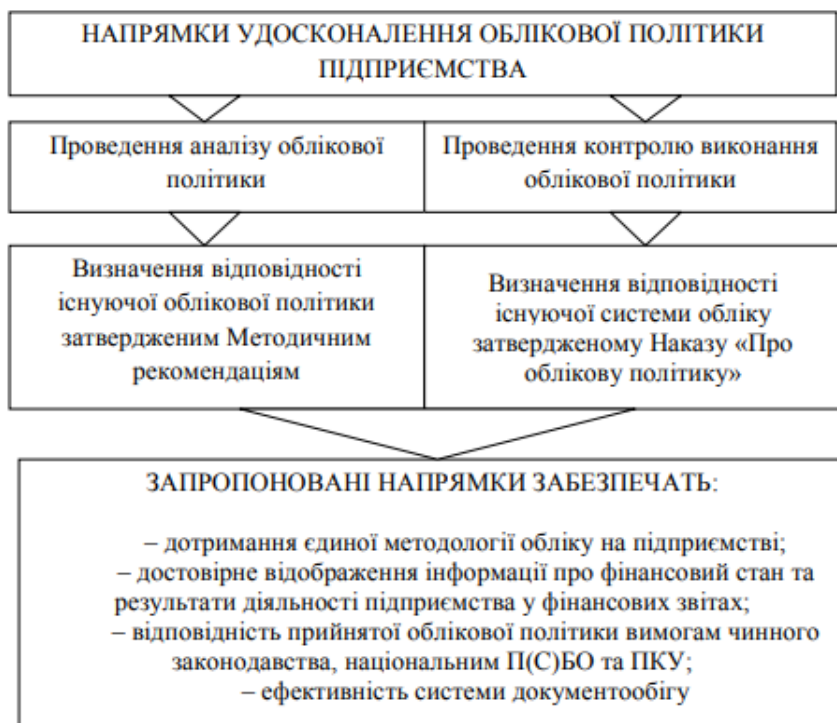 НАПРЯМКИ УДОСКОНАЛЕННЯ ОБЛІКОВОЇ ПОЛІТИКИ
ПІДПРИЄМСТВА
Проведення аналізу облікової
політики
Проведення контролю виконання
облікової політики
Визначення відповідності
існуючої облікової політики
затвердженим Методичним
рекомендаціям
Визначення відповідності
існуючої системи обліку
затвердженому Наказу «Про
облікову політику»
ЗАПРОПОНОВАНІ НАПРЯМКИ ЗАБЕЗПЕЧАТЬ:
– дотримання єдиної методології обліку на підприємстві;
– достовірне відображення інформації про фінансовий стан та
результати діяльності підприємства у фінансових звітах;
– відповідність прийнятої облікової політики вимогам чинного
законодавства, національним П(С)БО та ПКУ;
– ефективність системи документообігу